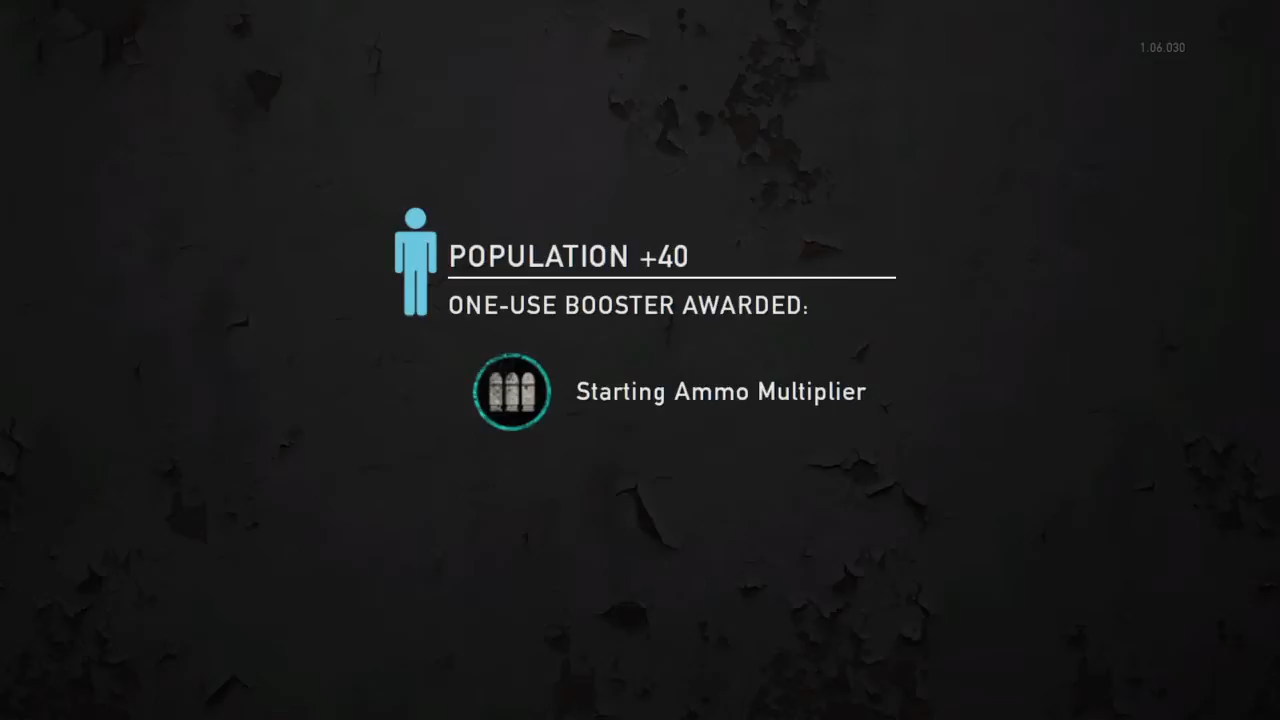 1.06.030
POPULATION +40
ONE-USE BOOSTER AWARDED:
Starting Ammo Multiplier